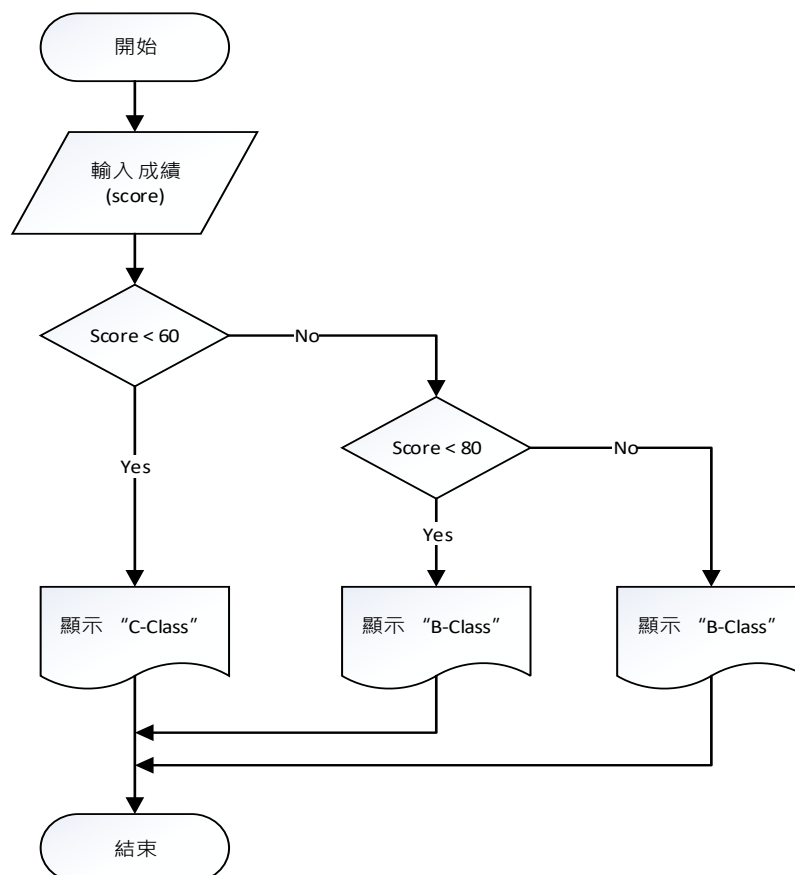 開始
輸入 成績
(score)
Score < 60
No
Score < 80
No
Yes
Yes
顯示 “C-Class”
顯示 “B-Class”
顯示 “B-Class”
結束